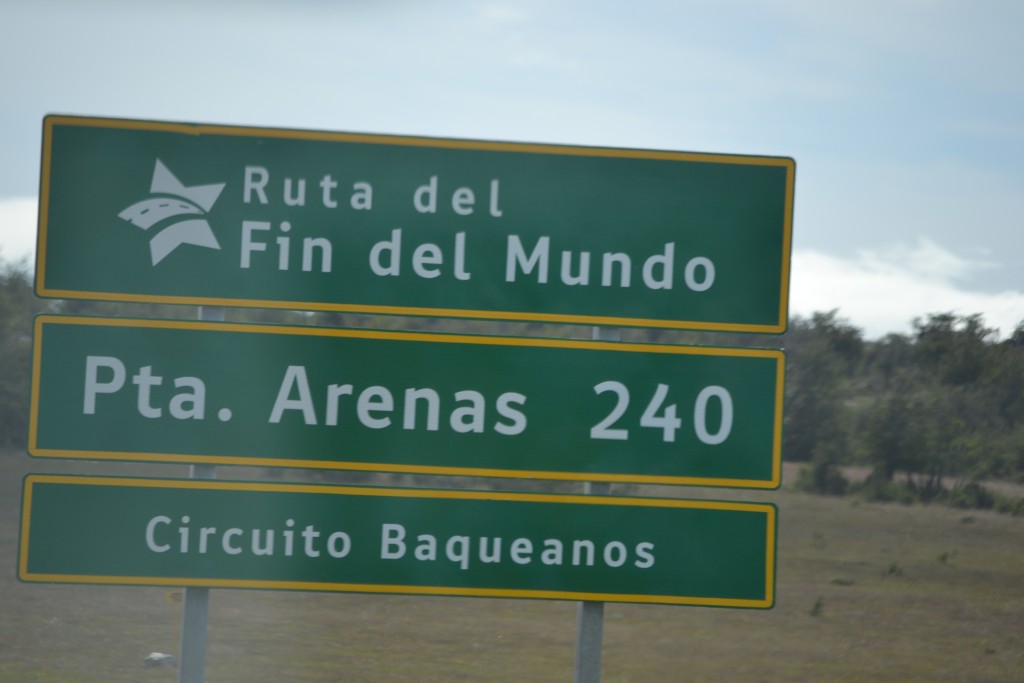 Ruta del
Fin del Mundo
Pta. Arenas 240
Circuito Baqueanos